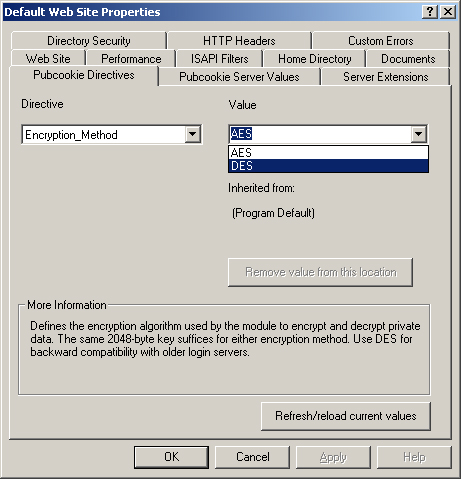 Default Web Site Properties
Directory Security
HTTP Headers
Custom Errors
Web Site
Performance
ISAPI Filters
Home Directory
Documents
Pubcookie Directives
Pubcookie Server Values
Server Extensions
Directive
Value
Encryption_Method
AES
AES
DES
Inherited from:
(Program Default)
Remove value from this location
More Information
Defines the encryption algorithm used by the module to encrypt and decrypt private
data. The same 2048-byte key suffices for either encryption method. Use DES for
backward compatibility with older login servers.
Refresh/reload current values
OK
Cancel
Apply
Help